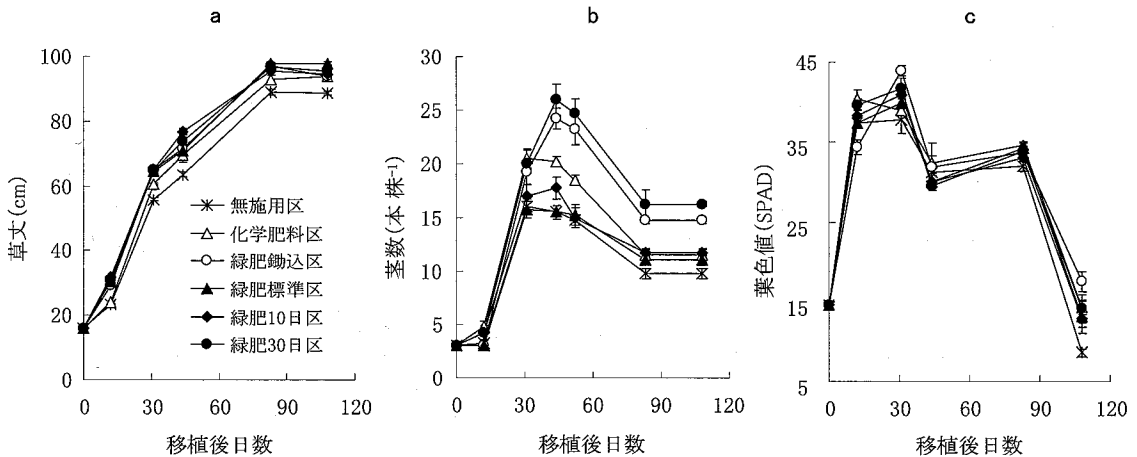 a
草丈(cm)
100
80
60
40
20
0
0 30 60 90 120
移植後日数
無施用区
化学肥料区
緑肥鋤込区
緑肥標準区
緑肥10日区
緑肥30日区
b
茎数(本 株-1)
30
25
20
15
10
5
0
0 30 60 90 120
移植後日数
c
葉色値(SPAD)
45
35
25
15
5
0 30 60 90 120
移植後日数